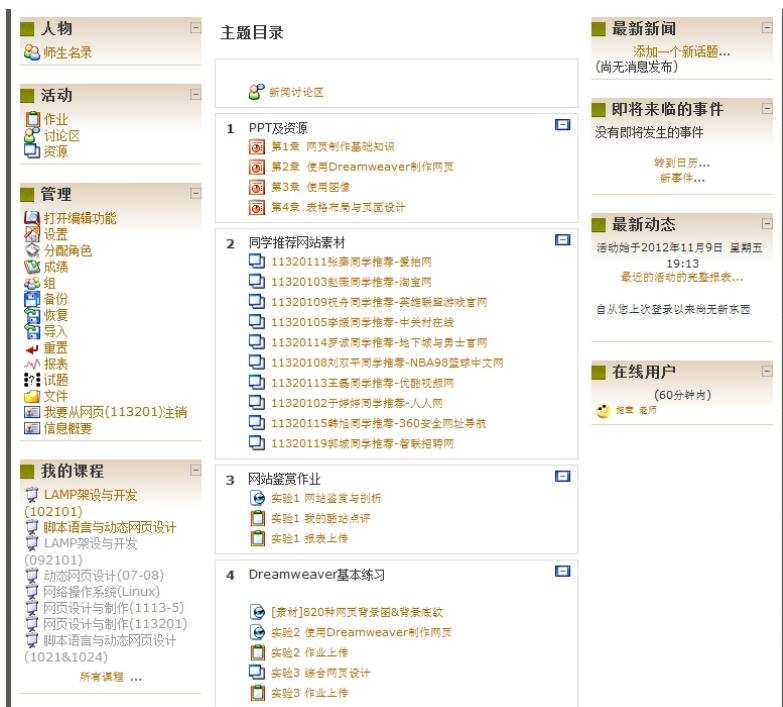 人物
师生名录
活动
作业
讨论区
资源
管理
打开编辑功能
设置
分配角色
成绩
组
备份
恢复
导入
重置
报表
试题
文件
我要从网页(113201)注销
信息概要
我的课程
LAMP架设与开发
(102101)
脚本语言与动态网页设计
LAMP架设与开发
(092101)
动态网页设计(07-08)
网络操作系统(Linux)
网页设计与制作(1113-5)
网页设计与制作(113201)
脚本语言与动态网页设计
(1021&1024)
所有课程 ...
主题目录
新闻讨论区
1 PPT及资源
第1章 网页制作基础知识
第2章 使用Dreamweaver制作网页
第3章 使用图像
第4章 表格布局与页面设计
2 同学推荐网站素材
11320111张秦同学推荐-爱拍网
11320103赵薇同学推荐-淘宝网
11320109祝舟同学推荐-英雄联盟游戏官网
11320105李媛同学推荐-中关村在线
11320114罗诚同学推荐-地下城与勇士官网
11320108刘双平同学推荐-NBA98篮球中文网
11320113王磊同学推荐-优酷视频网
11320102于婷婷同学推荐-人人网
11320115韩旭同学推荐-360安全网址导航
11320119郭城同学推荐-智联招聘网
3 网站鉴赏作业
实验1 网站鉴赏与剖析
实验1 我的酷站点评
实验1 报表上传
4 Dreamweaver基本练习
[素材]820种网页背景图&背景底纹
实验2 使用Dreamweaver制作网页
实验2 作业上传
实验3 综合网页设计
实验3 作业上传
最新新闻
添加一个新话题...
(尚无消息发布)
即将来临的事件
没有即将发生的事件
转到日历...
新事件...
最新动态
活动始于2012年11月9日 星期五
19:13
最近的活动的完整报表...
自从您上次登录以来尚无新东西
在线用户
(60分钟内)
老师